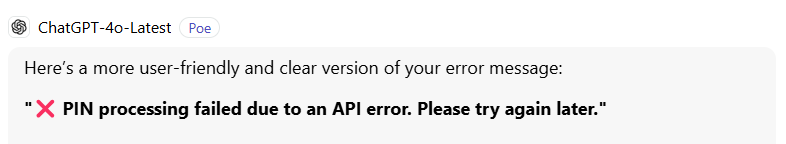 ChatGPT-4o-Latest Poe
Here's a more user-friendly and clear version of your error message:
"❌ PIN processing failed due to an API error. Please try again later."